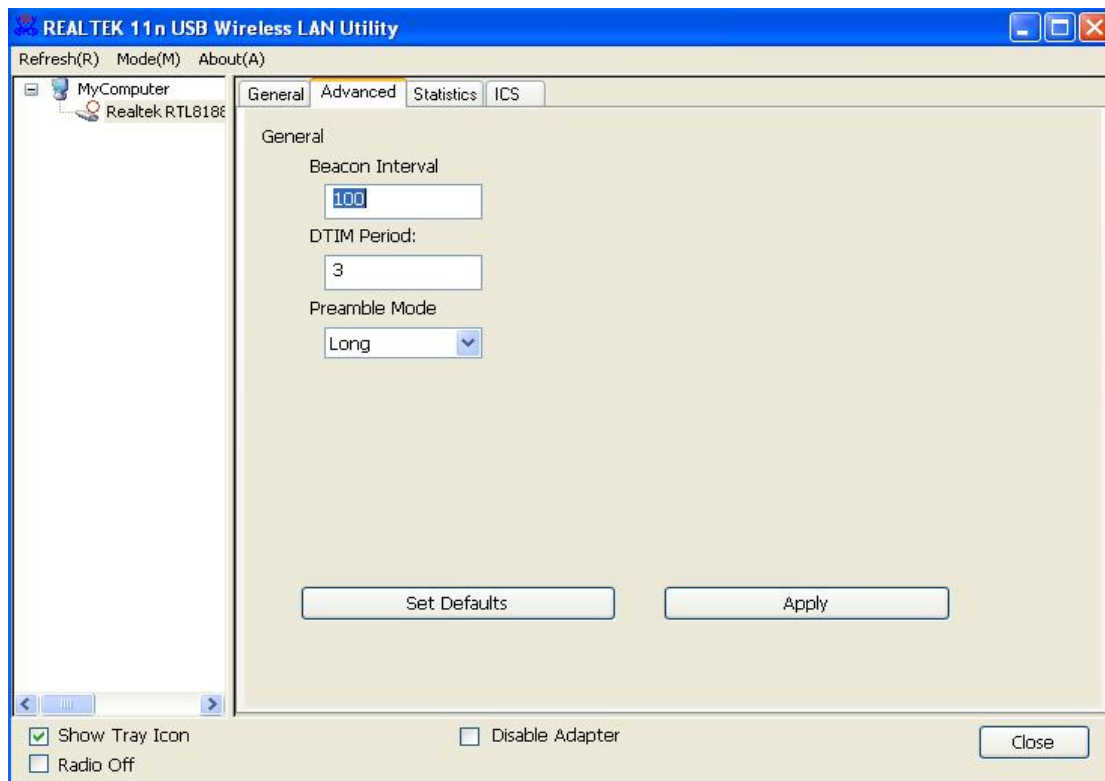 REALTEK 11n USB Wireless LAN Utility
Refresh(R) Mode(M) About(A)
MyComputer
Realtek RTL8188
General Advanced Statistics ICS
General
Beacon Interval
100
DTIM Period:
3
Preamble Mode
Long
Set Defaults Apply
Show Tray Icon Disable Adapter Close
Radio Off